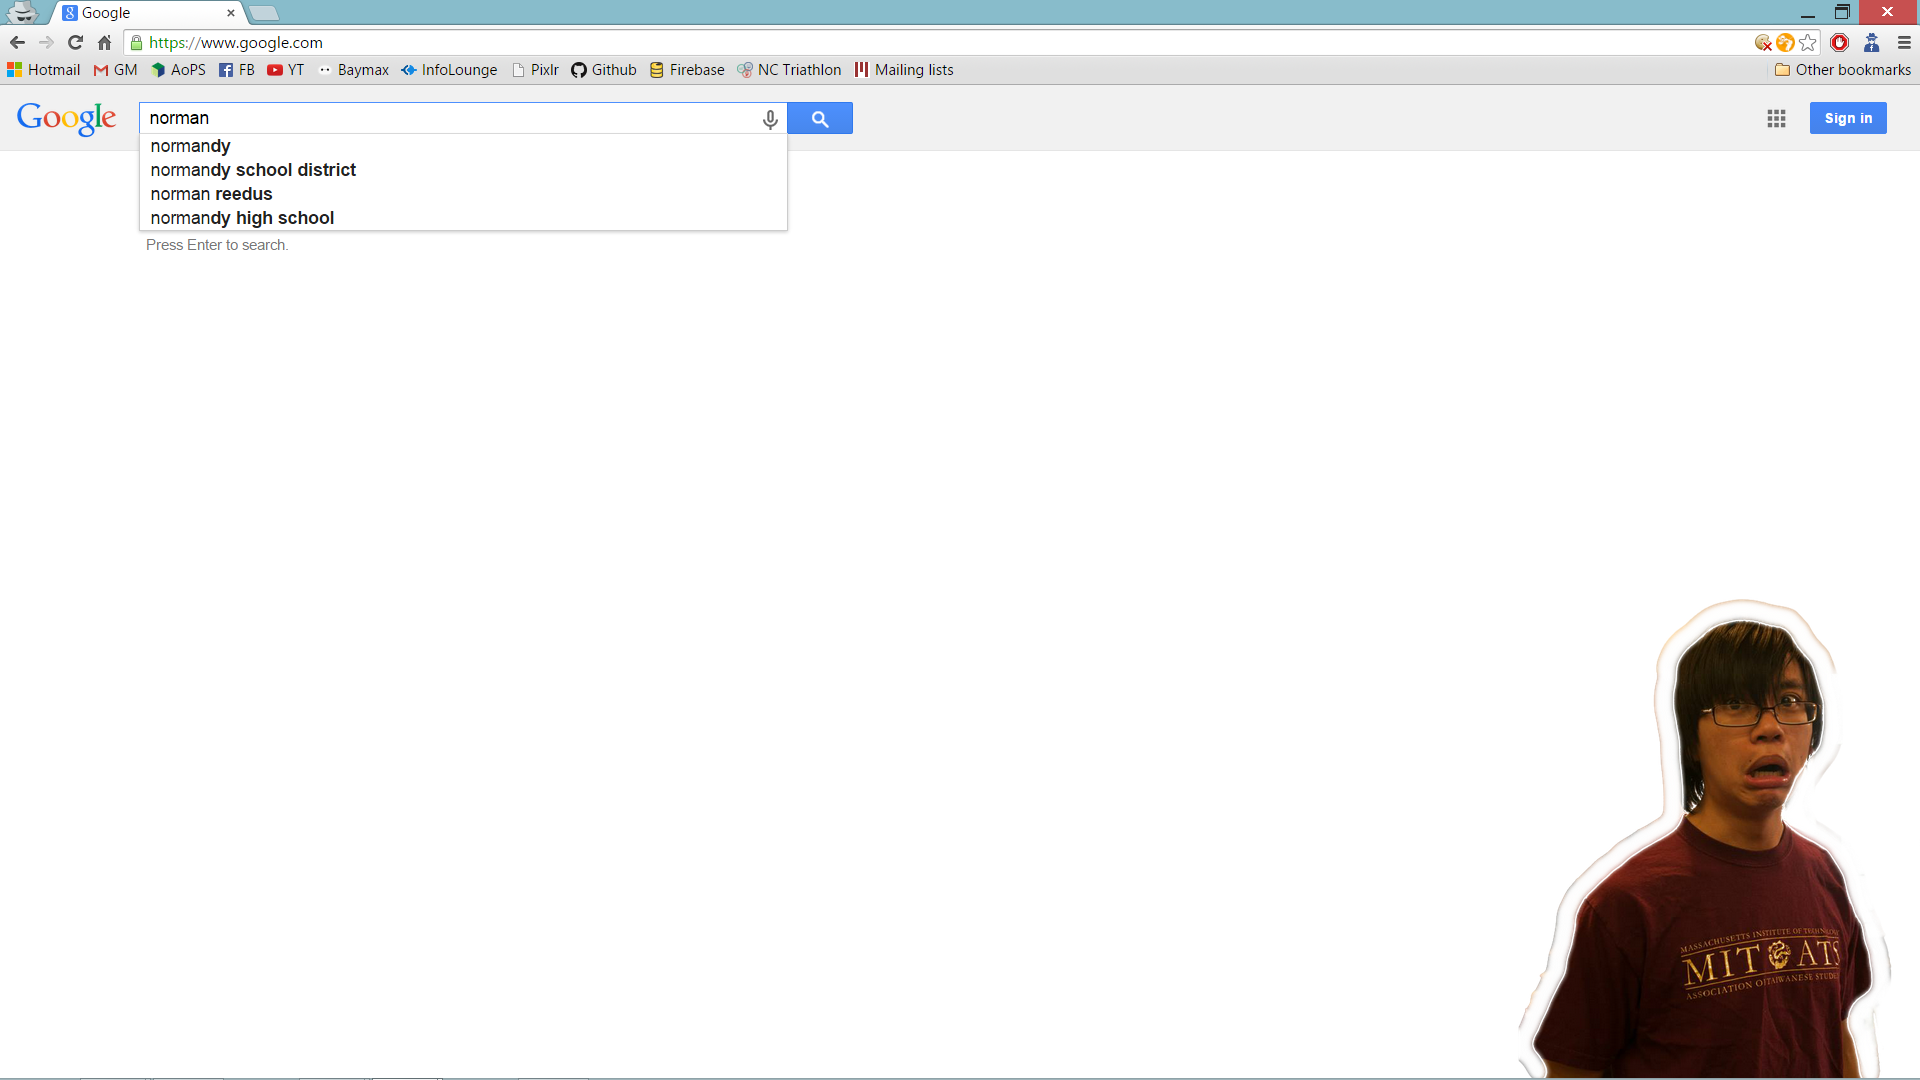 Google
https://www.google.com
Hotmail GM AoPS FB YT Baymax InfoLounge Pixlr Github Firebase NC Triathlon Mailing lists Other bookmarks
Google norman Sign in
normandy
normandy school district
norman reedus
normandy high school
Press Enter to search.
MASSACHUSETTS INSTITUTE OF
MIT ATS
ASSOCIATION OF TAIWANESE